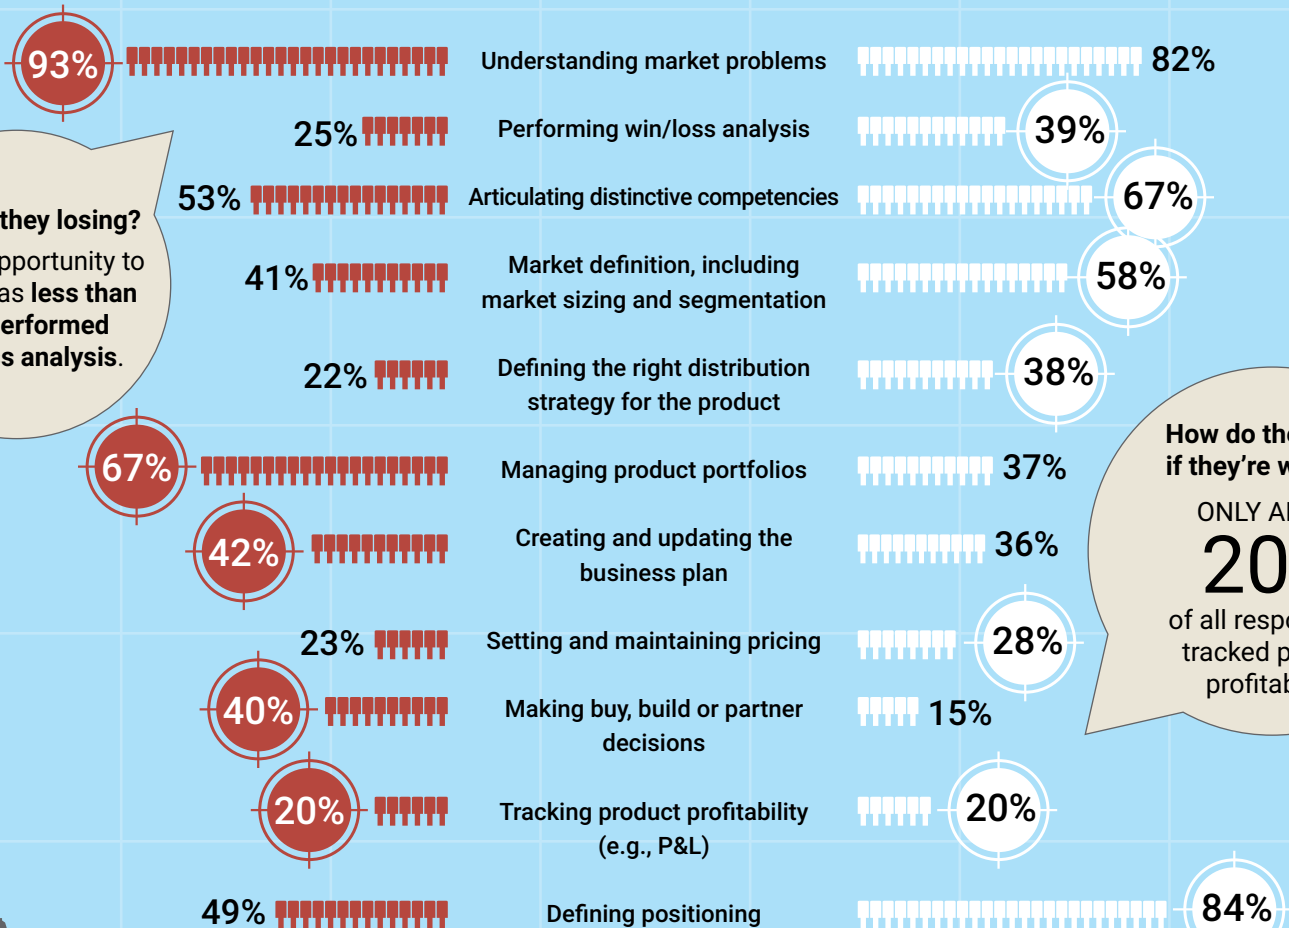 93%
Understanding market problems
82%
25%
Performing win/loss analysis
39%
53%
Articulating distinctive competencies
67%
they losing?
pportunity to
as less than
erformed
s analysis.
41%
Market definition, including
market sizing and segmentation
58%
22%
Defining the right distribution
strategy for the product
38%
67%
Managing product portfolios
37%
42%
Creating and updating the
business plan
36%
How do the
if they're w
ONLY A
20
of all respo
tracked p
profitab
23%
Setting and maintaining pricing
28%
40%
Making buy, build or partner
decisions
15%
20%
Tracking product profitability
(e.g., P&L)
20%
49%
Defining positioning
84%